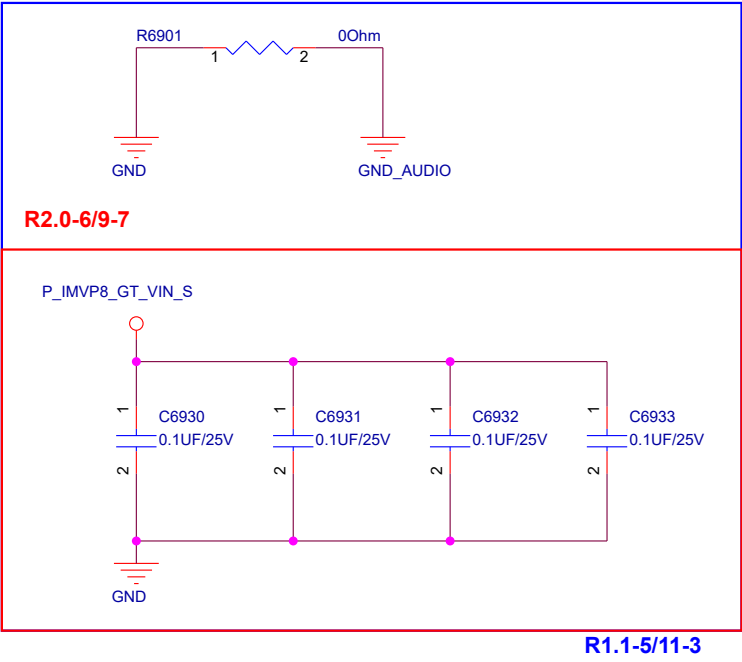 R6901 0Ohm
1 2
GND GND_AUDIO
R2.0-6/9-7
P_IMVP8_GT_VIN_S
1 C6930 1 C6931 1 C6932 1 C6933
0.1UF/25V 0.1UF/25V 0.1UF/25V 0.1UF/25V
2 2 2 2
GND
R1.1-5/11-3